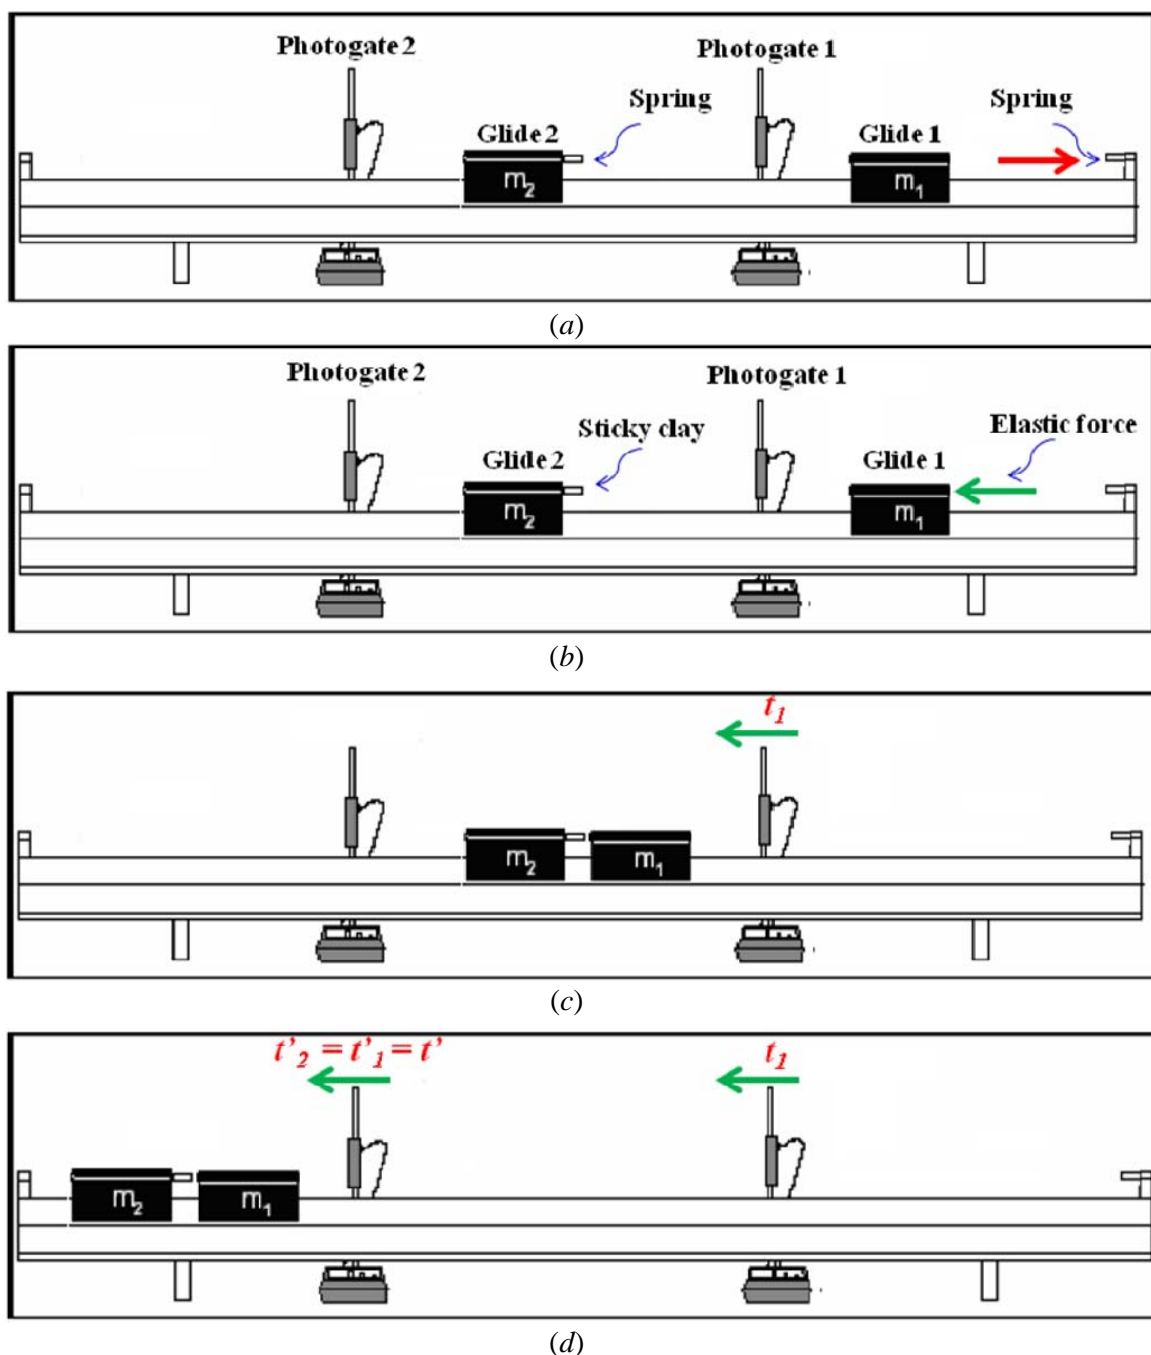 Photogate 2 Photogate 1
Spring Spring
Glide 2 Glide 1
m2 m1
(a)
Photogate 2 Photogate 1
Sticky clay Elastic force
Glide 2 Glide 1
m2 m1
(b)
t1
m2 m1
(c)
t'2 = t'1 = t' t1
m2 m1
(d)